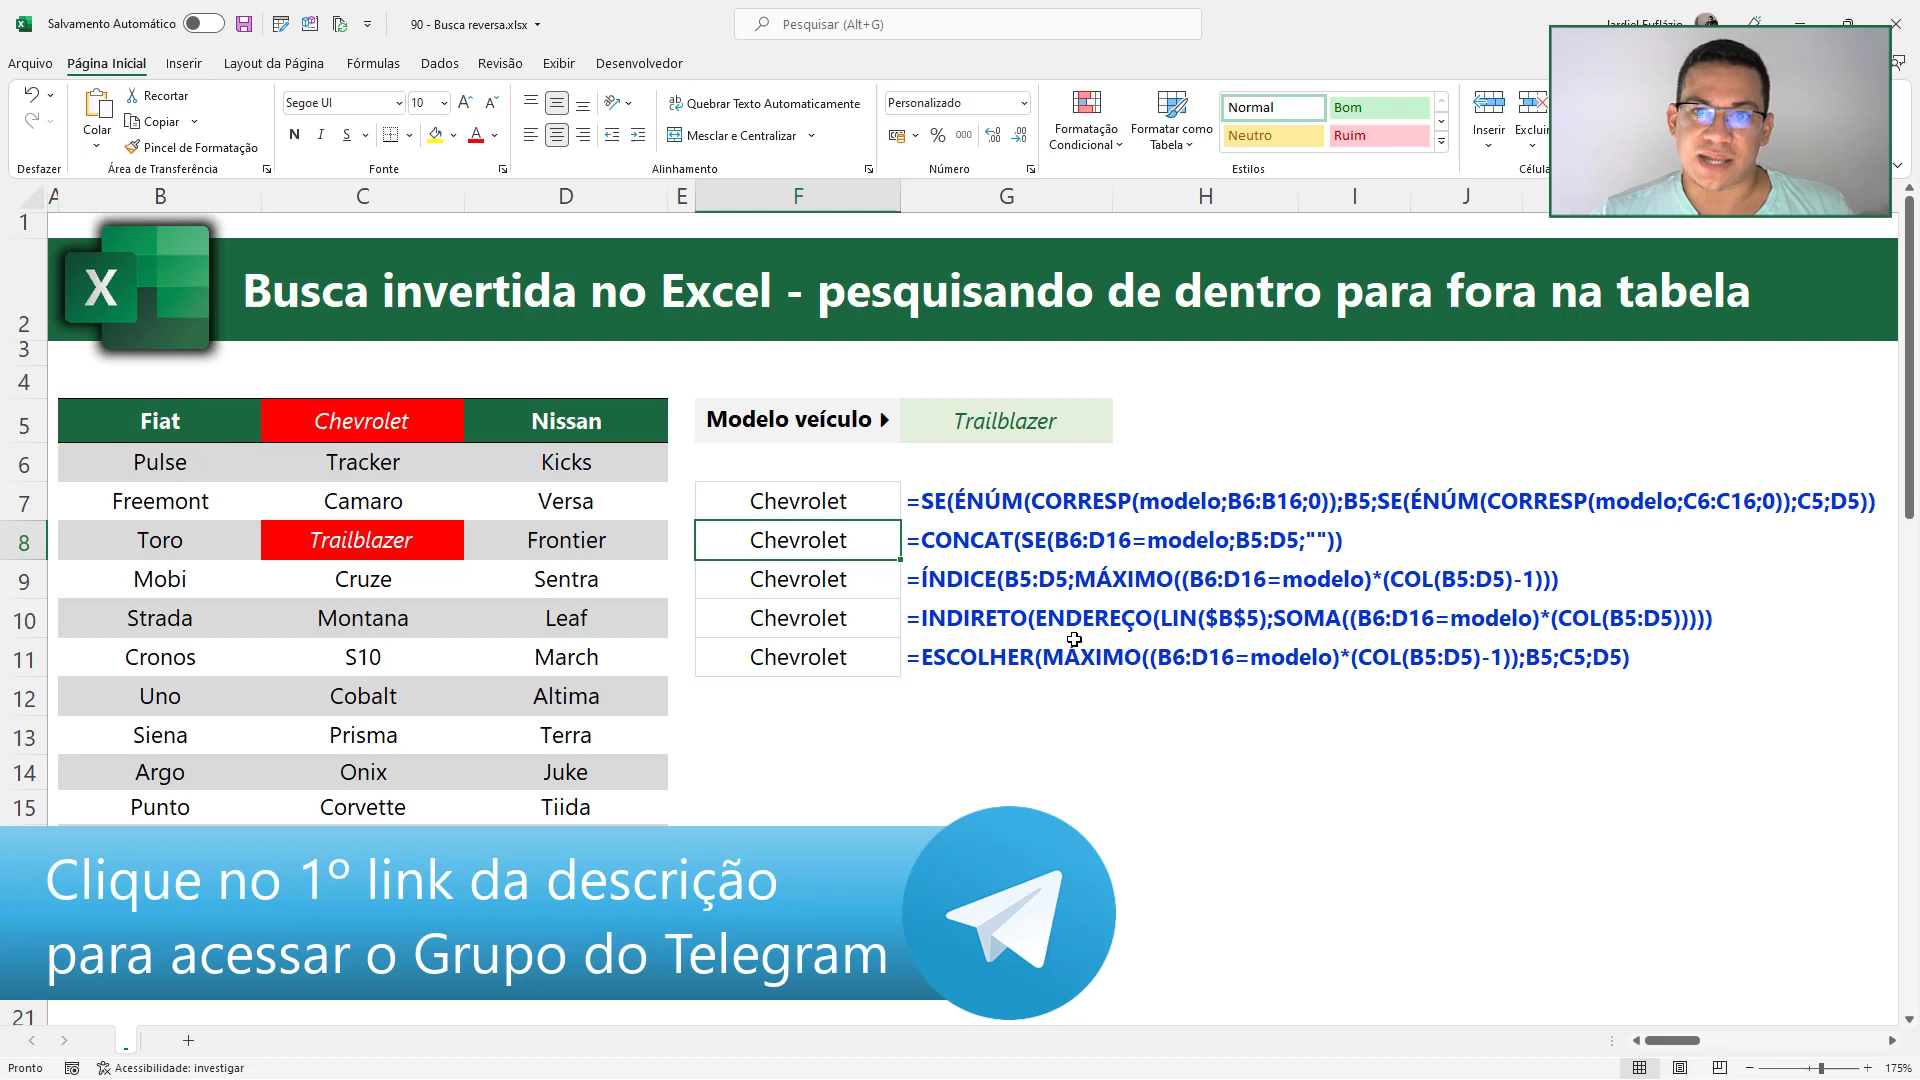 Salvamento Automático
90 - Busca reversa.xlsx
Pesquisar (Alt+G)
Arquivo
Página Inicial
Inserir
Layout da Página
Fórmulas
Dados
Revisão
Exibir
Desenvolvedor
Colar
Recortar
Copiar
Pincel de Formatação
Segoe UI
10
N I S
Quebrar Texto Automaticamente
Mesclar e Centralizar
Personalizado
% 000
Formatação
Condicional
Formatar como
Tabela
Normal
Bom
Neutro
Ruim
Inserir
Excluir
Desfazer
Área de Transferência
Fonte
Alinhamento
Número
Estilos
A B C D E F G H I J
1
X
Busca invertida no Excel - pesquisando de dentro para fora na tabela
2
3
4
5 Fiat Chevrolet Nissan Modelo veículo Trailblazer
6 Pulse Tracker Kicks
7 Freemont Camaro Versa Chevrolet =SE(ÉNÚM(CORRESP(modelo;B6:B16;0));B5;SE(ÉNÚM(CORRESP(modelo;C6:C16;0));C5;D5))
8 Toro Trailblazer Frontier Chevrolet =CONCAT(SE(B6:D16=modelo;B5:D5;""))
9 Mobi Cruze Sentra Chevrolet =ÍNDICE(B5:D5;MÁXIMO((B6:D16=modelo)*(COL(B5:D5)-1)))
10 Strada Montana Leaf Chevrolet =INDIRETO(ENDEREÇO(LIN($B$5);SOMA((B6:D16=modelo)*(COL(B5:D5)))))
11 Cronos S10 March Chevrolet =ESCOLHER(MÁXIMO((B6:D16=modelo)*(COL(B5:D5)-1));B5;C5;D5)
12 Uno Cobalt Altima
13 Siena Prisma Terra
14 Argo Onix Juke
15 Punto Corvette Tiida
Clique no 1º link da descrição
para acessar o Grupo do Telegram
21
Pronto
Acessibilidade: investigar
175%